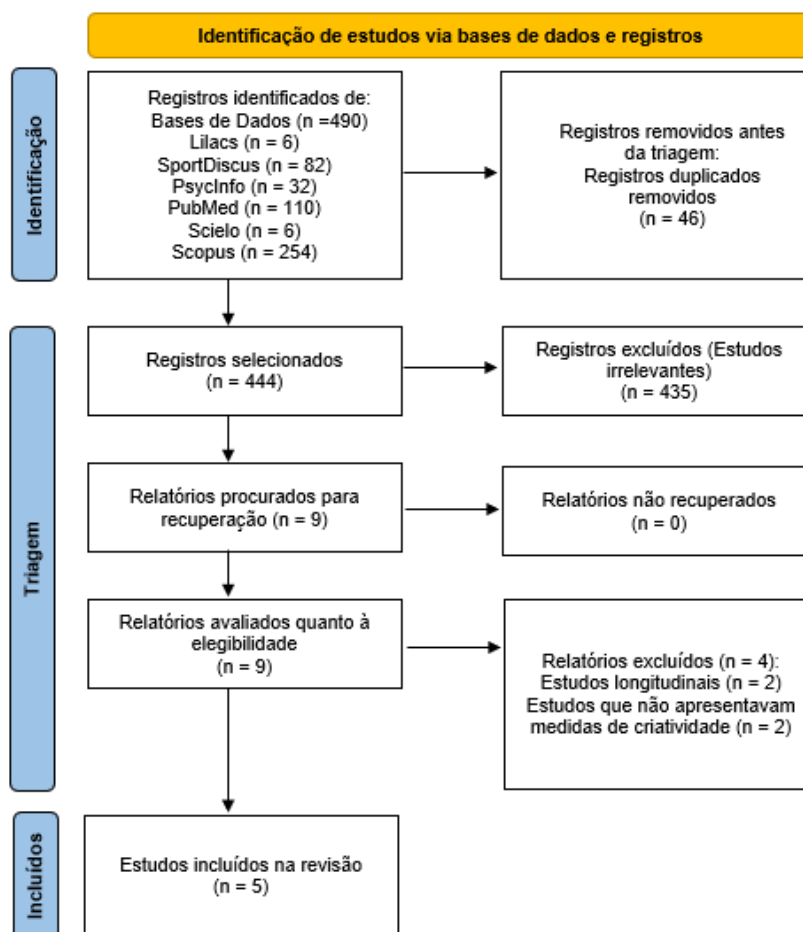 Identificação de estudos via bases de dados e registros
Identificação
Registros identificados de:
Bases de Dados (n =490)
Lilacs (n = 6)
SportDiscus (n = 82)
PsycInfo (n = 32)
PubMed (n = 110)
Scielo (n = 6)
Scopus (n = 254)
Registros removidos antes
da triagem:
Registros duplicados
removidos
(n = 46)
Triagem
Registros selecionados
(n = 444)
Registros excluídos (Estudos
irrelevantes)
(n = 435)
Relatórios procurados para
recuperação (n = 9)
Relatórios não recuperados
(n = 0)
Relatórios avaliados quanto à
elegibilidade
(n = 9)
Relatórios excluídos (n = 4):
Estudos longitudinais (n = 2)
Estudos que não apresentavam
medidas de criatividade (n = 2)
Incluídos
Estudos incluídos na revisão
(n = 5)